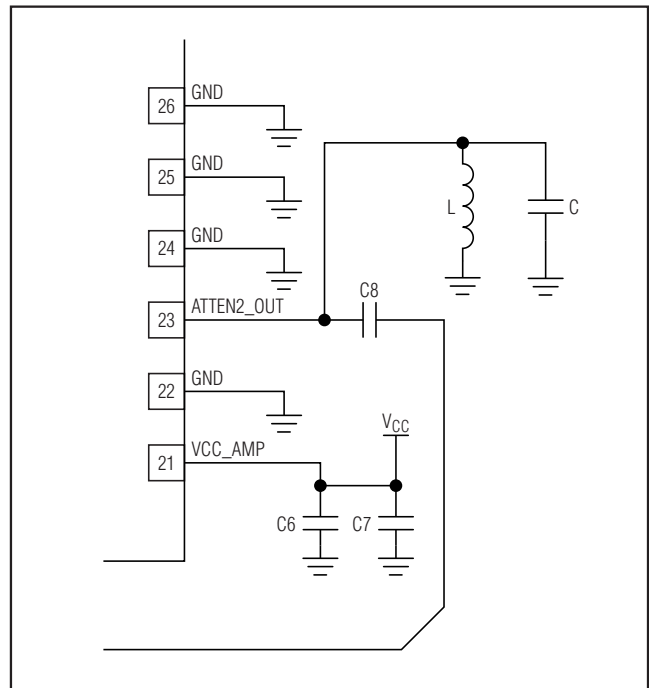 26 GND
25 GND
24 GND
L
C
C8
23 ATTEN2_OUT
22 GND
VCC
21 VCC_AMP
C6
C7